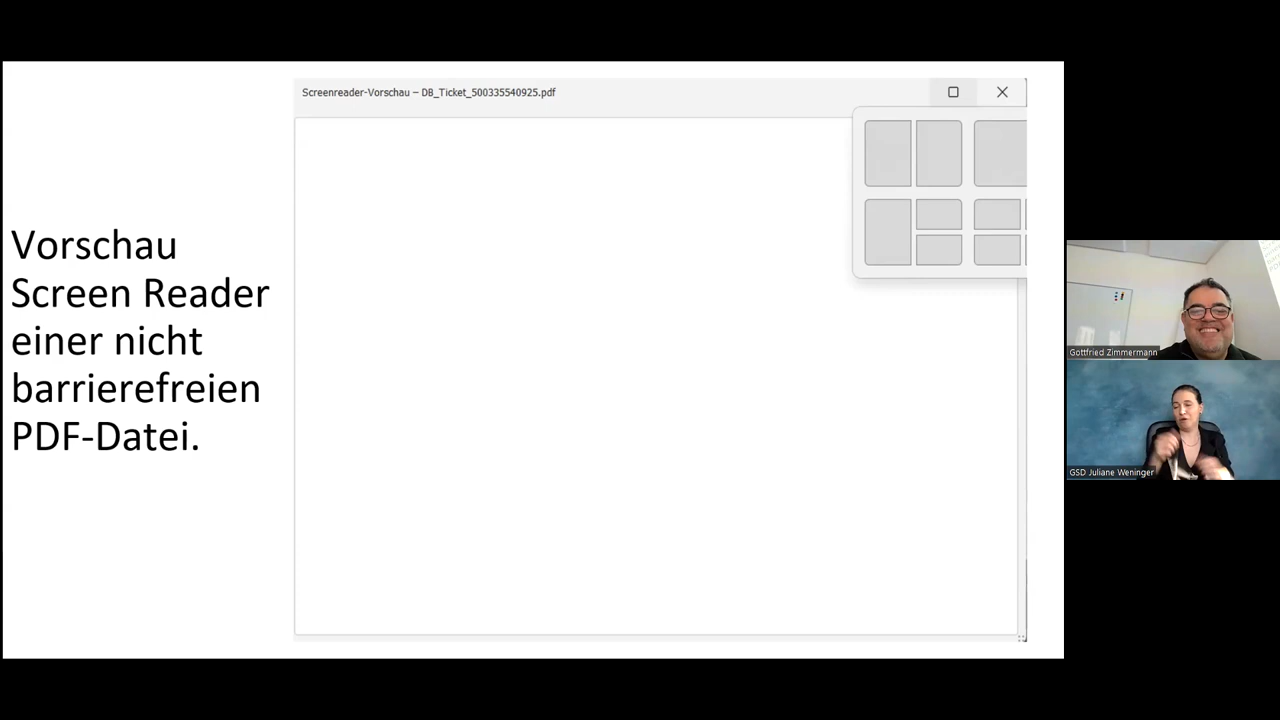 Screenreader-Vorschau – DB_Ticket_500335540925.pdf
Vorschau
Screen Reader
einer nicht
barrierefreien
PDF-Datei.
Gottfried Zimmermann
GSD Juliane Weninger